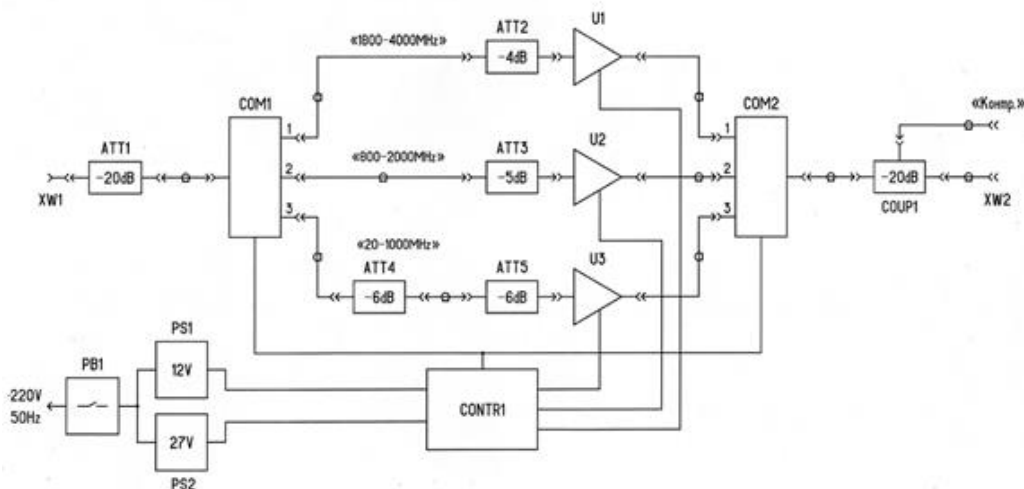 ATT2
U1
«1800-4000MHz»
-4dB
COM1
COM2
«Контр.»
1
1
ATT1
«800-2000MHz»
ATT3
U2
-20dB
2
-5dB
2
-20dB
XW1
COUP1
XW2
3
3
«20-1000MHz»
ATT4
ATT5
U3
-6dB
-6dB
PS1
PB1
12V
~220V
50Hz
CONTR1
27V
PS2